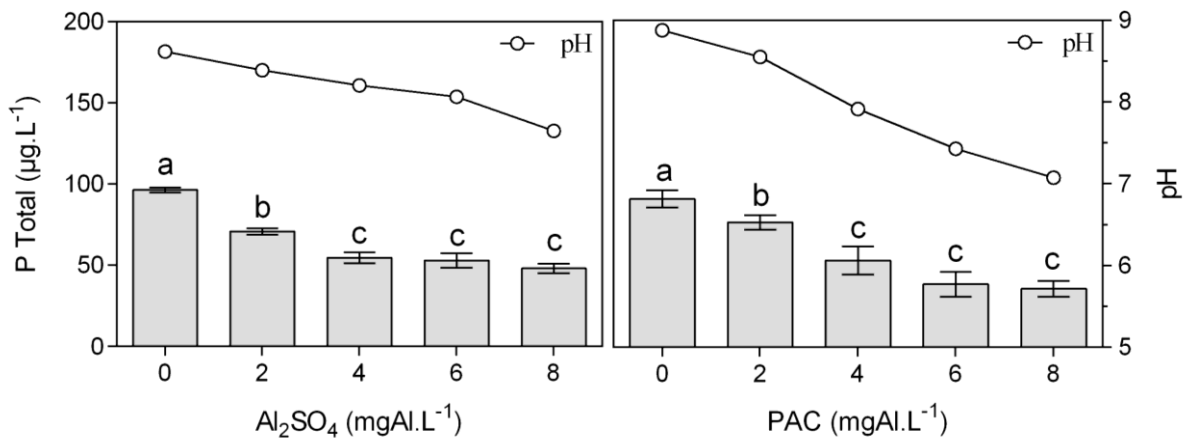 P Total (µg.L⁻¹)
200
150
100
50
0
pH
a
b
c
c
c
0 2 4 6 8
Al₂SO₄ (mgAl.L⁻¹)
pH
a
b
c
c
c
0 2 4 6 8
PAC (mgAl.L⁻¹)
9
8
7
6
5
pH